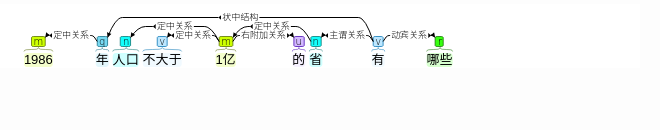 状中结构
定中关系 定中关系
定中关系 定中关系 右附加关系 主谓关系 动宾关系
m q n v m u n v r
1986 年 人口 不大于 1亿 的 省 有 哪些